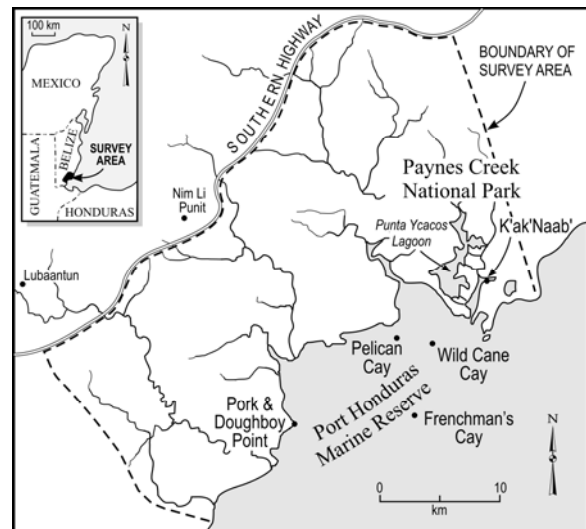 100 km
N
MEXICO
GUATEMALA
BELIZE
SURVEY
AREA
HONDURAS
SOUTHERN HIGHWAY
BOUNDARY OF
SURVEY AREA
Paynes Creek
National Park
Nim Li
Punit
Punta Ycacos
Lagoon
K'ak'Naab'
Lubaantun
Pelican
Cay
Wild Cane
Cay
Pork &
Doughboy
Point
Port Honduras
Marine Reserve
Frenchman's
Cay
N
0 10
km